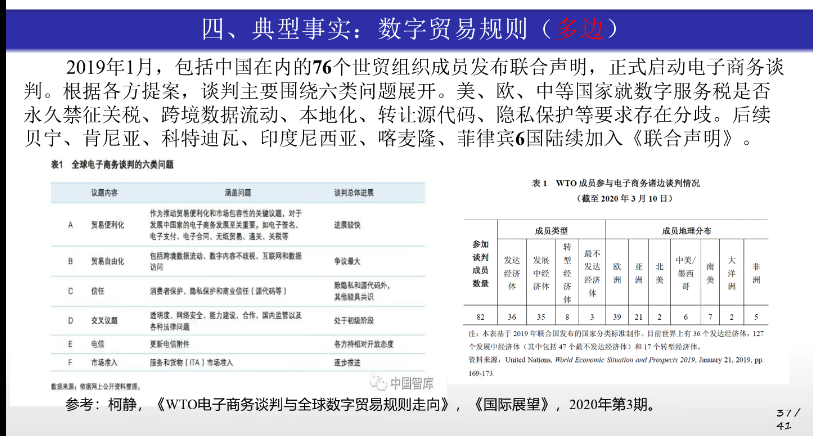 四、典型事实：数字贸易规则（多边）
2019年1月，包括中国在内的76个世贸组织成员发布联合声明，正式启动电子商务谈
判。根据各方提案，谈判主要围绕六类问题展开。美、欧、中等国家就数字服务税是否
永久禁征关税、跨境数据流动、本地化、转让源代码、隐私保护等要求存在分歧。后续
贝宁、肯尼亚、科特迪瓦、印度尼西亚、喀麦隆、菲律宾6国陆续加入《联合声明》。
表1 全球电子商务谈判的六类问题
议题内容 涵盖问题 谈判总体进展
A 贸易便利化 作为推动贸易便利化和市场包容性的关键议题，对于
发展中国家的电子商务发展至关重要，如电子签名、
电子支付、电子合同、无纸贸易、通关、关税等 进展较快
B 贸易自由化 包括跨境数据流动、数字内容不歧视、互联网和数据
访问 争议最大
C 信任 消费者保护、隐私保护和商业信任（源代码等） 除隐私和源代码外，
其他较具共识
D 交叉议题 透明度、网络安全、能力建设、合作、国内监管以及
各种法律问题 处于初级阶段
E 电信 更新电信附件 各方持相对开放态度
F 市场准入 服务和货物（ITA）市场准入 逐步推进
数据来源：依据网上公开资料整理。
中国智库
表 1 WTO 成员参与电子商务诸边谈判情况
（截至 2020 年 3 月 10 日）
参加
谈判
成员
数量
成员类型 成员地理分布
发达
经济
体
发展
中经
济体
转
型
经
济
体
最不
发达
经济
体
欧
洲
亚
洲
北
美
中美/
墨西
哥
南
美
大
洋
洲
非
洲
82 36 35 8 3 39 21 2 6 7 2 5
注：本表基于 2019 年联合国发布的国家分类标准制作。目前世界上有 36 个发达经济体，127
个发展中经济体（其中包括 47 个最不发达经济体）和 17 个转型经济体。
资料来源：United Nations, World Economic Situation and Prospects 2019, January 21, 2019, pp.
169-173.
参考：柯静，《WTO电子商务谈判与全球数字贸易规则走向》，《国际展望》，2020年第3期。
37/
41